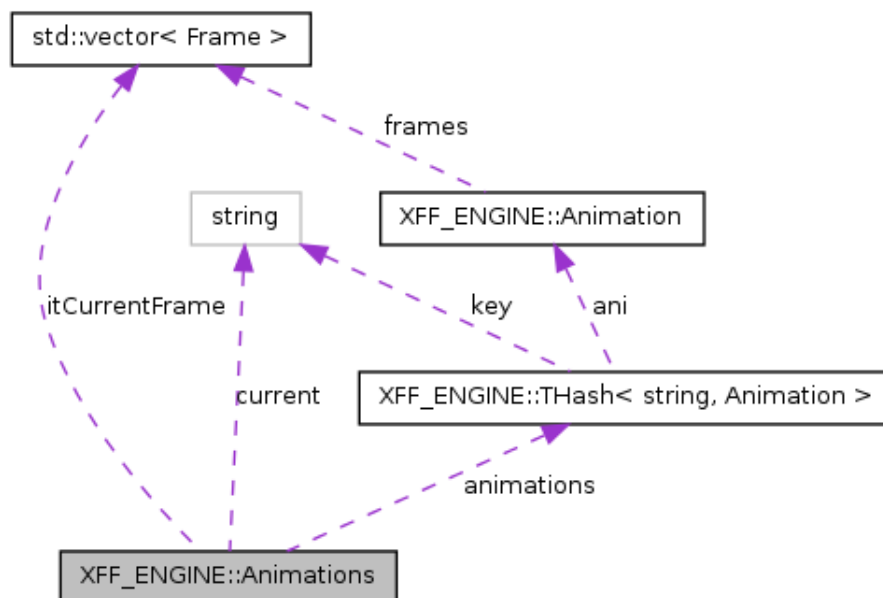 std::vector< Frame >
frames
string
XFF_ENGINE::Animation
itCurrentFrame
key
ani
current
XFF_ENGINE::THash< string, Animation >
animations
XFF_ENGINE::Animations